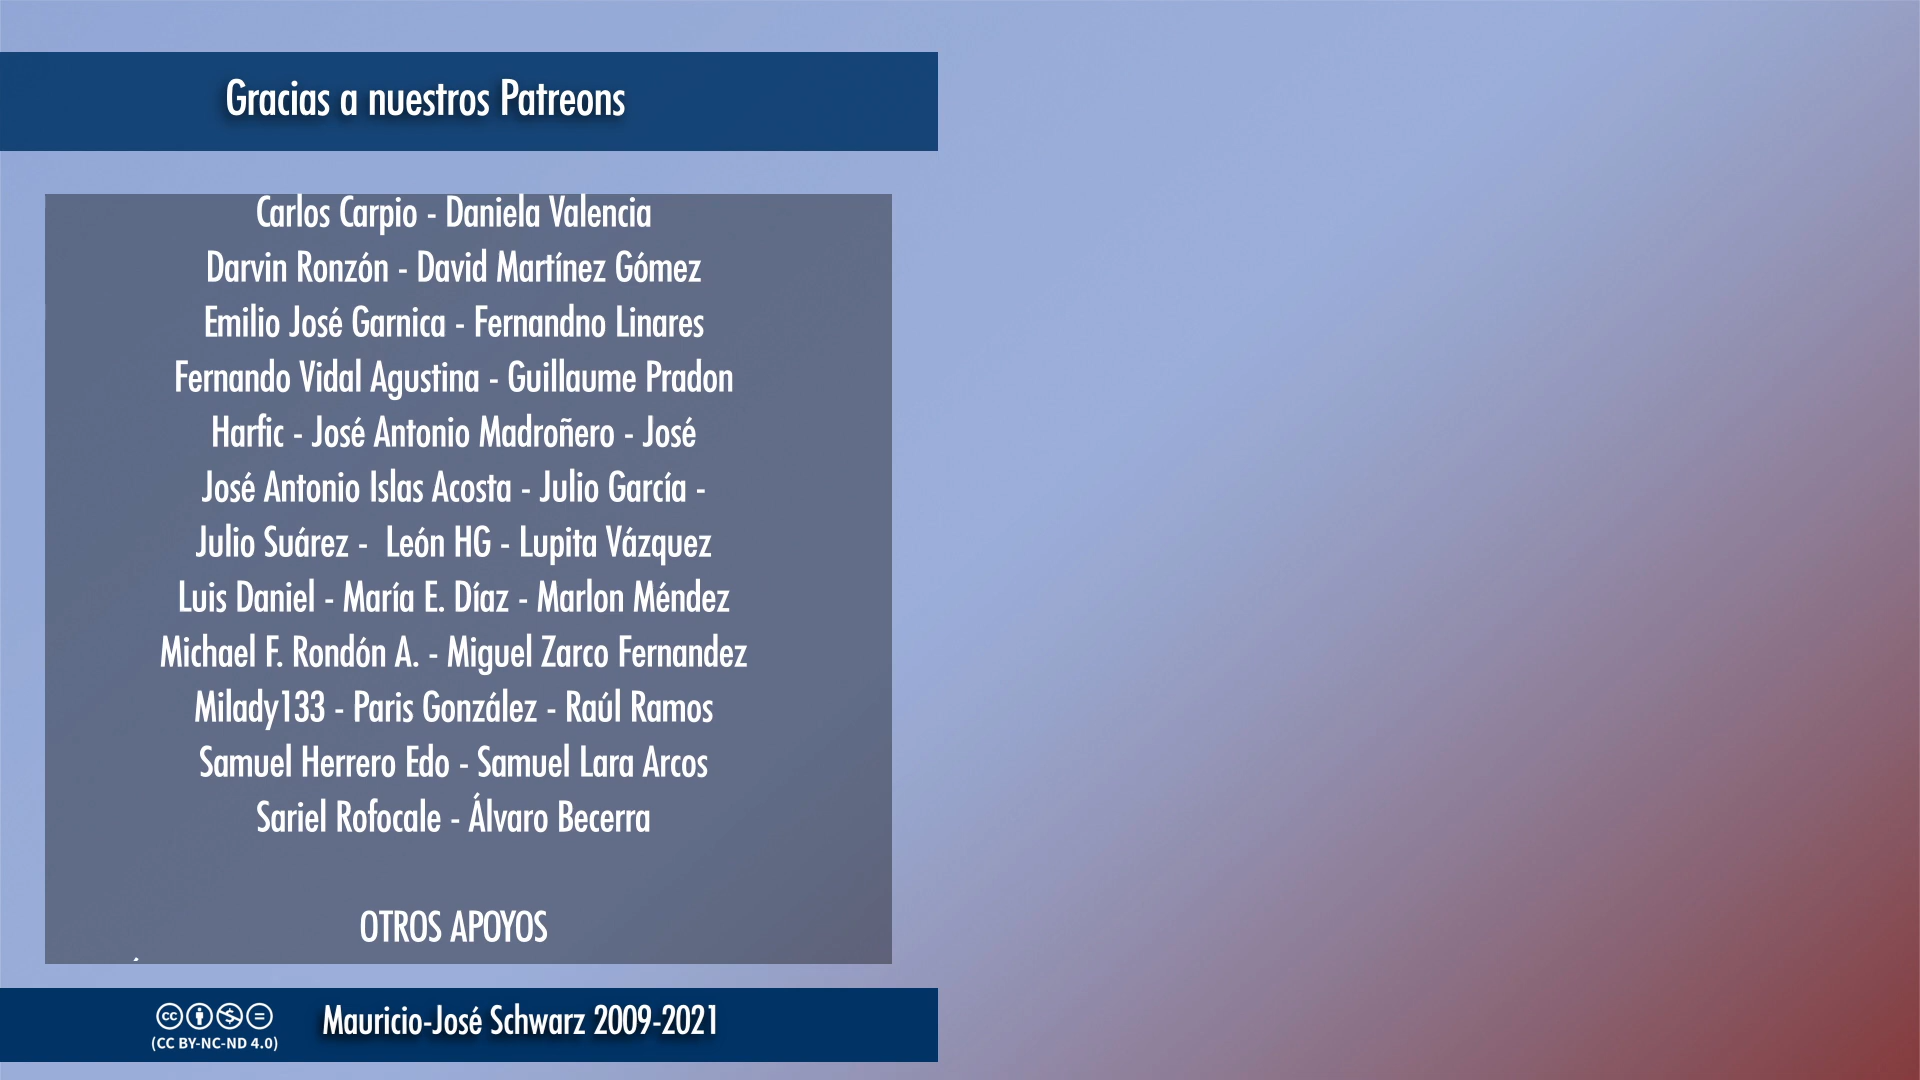 Gracias a nuestros Patreons
Carlos Carpio - Daniela Valencia
Darvin Ronzón - David Martínez Gómez
Emilio José Garnica - Fernandno Linares
Fernando Vidal Agustina - Guillaume Pradon
Harfic - José Antonio Madroñero - José
José Antonio Islas Acosta - Julio García -
Julio Suárez -  León HG - Lupita Vázquez
Luis Daniel - María E. Díaz - Marlon Méndez
Michael F. Rondón A. - Miguel Zarco Fernandez
Milady133 - Paris González - Raúl Ramos
Samuel Herrero Edo - Samuel Lara Arcos
Sariel Rofocale - Álvaro Becerra
OTROS APOYOS
cc
(CC BY-NC-ND 4.0)
Mauricio-José Schwarz 2009-2021